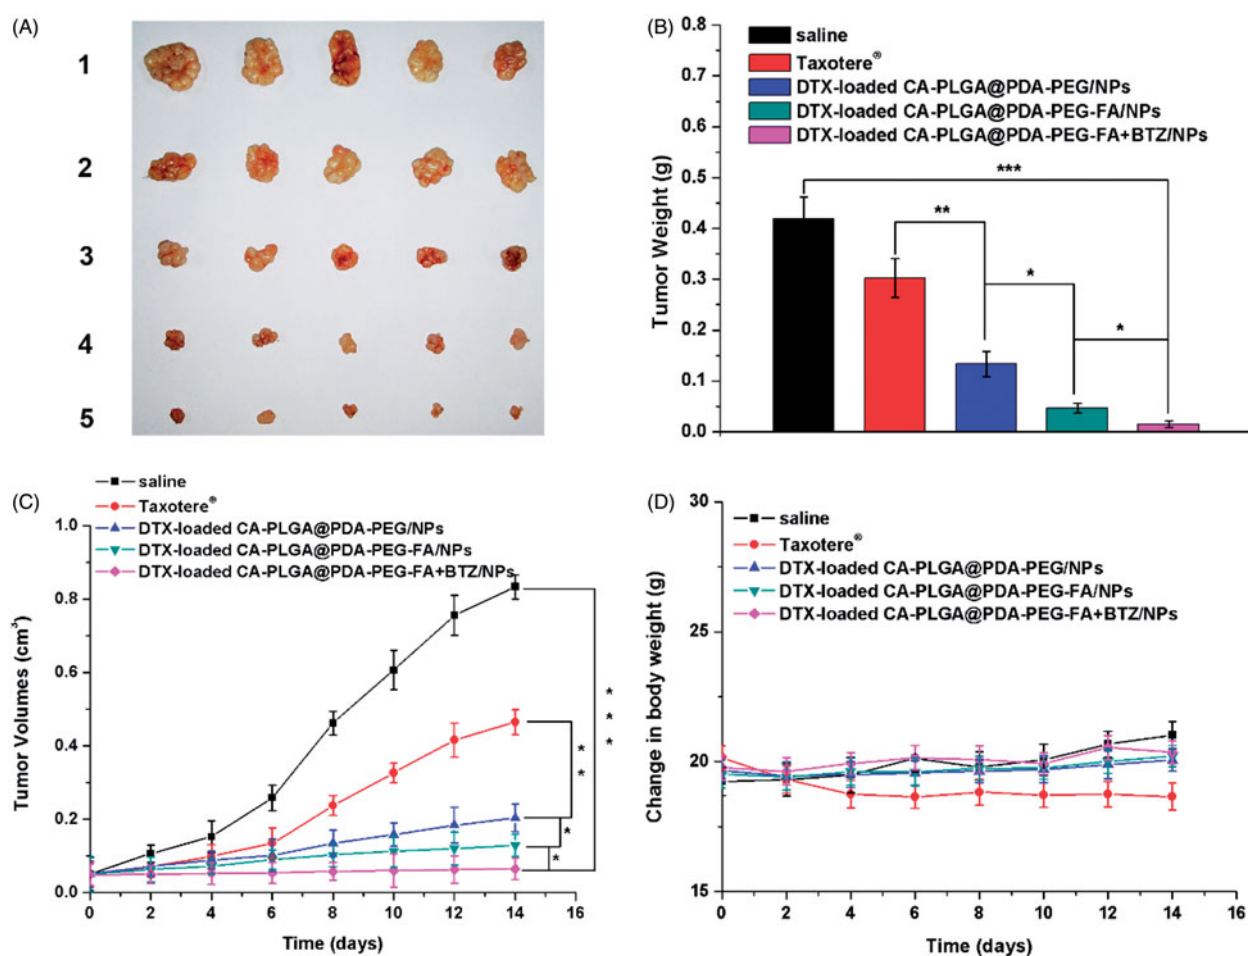 (A)
1
2
3
4
5
(B)
0.8
0.7
0.6
0.5
0.4
0.3
0.2
0.1
0.0
Tumor Weight (g)
saline
Taxotere®
DTX-loaded CA-PLGA@PDA-PEG/NPs
DTX-loaded CA-PLGA@PDA-PEG-FA/NPs
DTX-loaded CA-PLGA@PDA-PEG-FA+BTZ/NPs
***
**
*
*
(C)
saline
Taxotere®
DTX-loaded CA-PLGA@PDA-PEG/NPs
DTX-loaded CA-PLGA@PDA-PEG-FA/NPs
DTX-loaded CA-PLGA@PDA-PEG-FA+BTZ/NPs
1.0
0.8
0.6
0.4
0.2
0.0
Tumor Volumes (cm³)
***
**
*
*
0 2 4 6 8 10 12 14 16
Time (days)
(D)
30
25
20
15
Change in body weight (g)
saline
Taxotere®
DTX-loaded CA-PLGA@PDA-PEG/NPs
DTX-loaded CA-PLGA@PDA-PEG-FA/NPs
DTX-loaded CA-PLGA@PDA-PEG-FA+BTZ/NPs
0 2 4 6 8 10 12 14 16
Time (days)